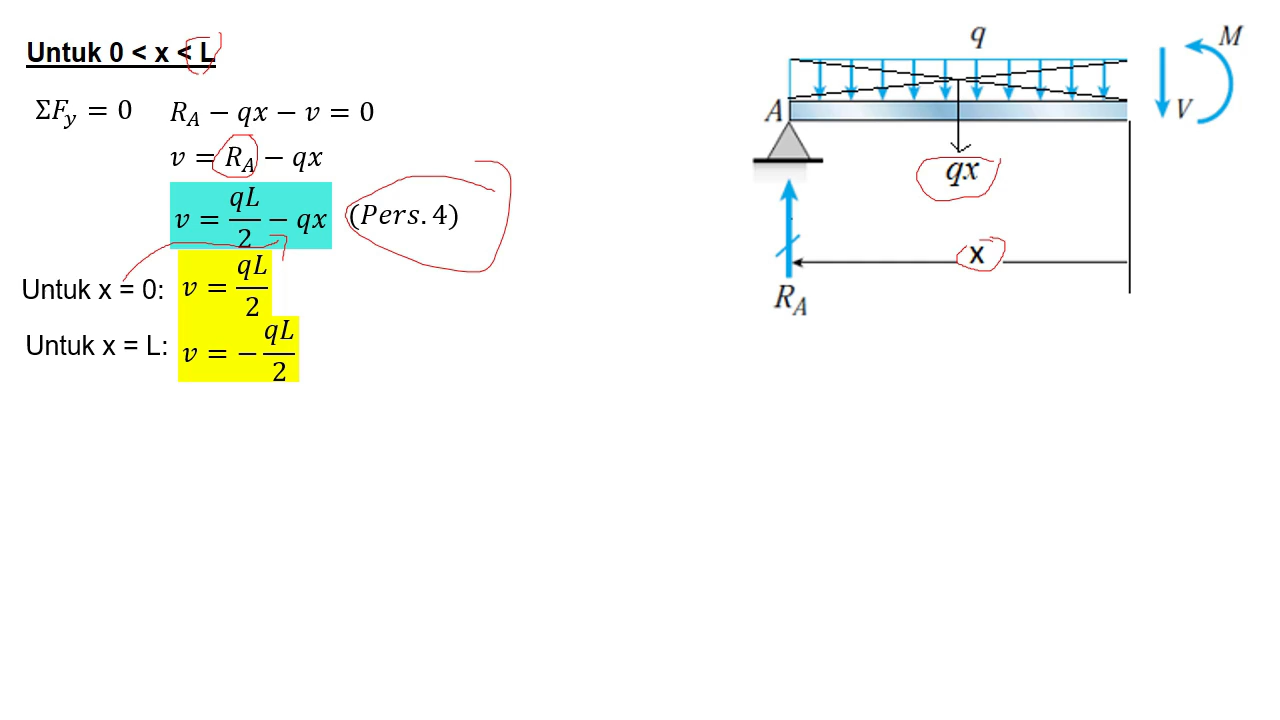 Untuk 0 < x < L
ΣF_y = 0 R_A − qx − v = 0
v = R_A − qx
v = qL/2 − qx (Pers. 4)
Untuk x = 0: v = qL/2
Untuk x = L: v = − qL/2
q
M
A
V
qx
x
R_A